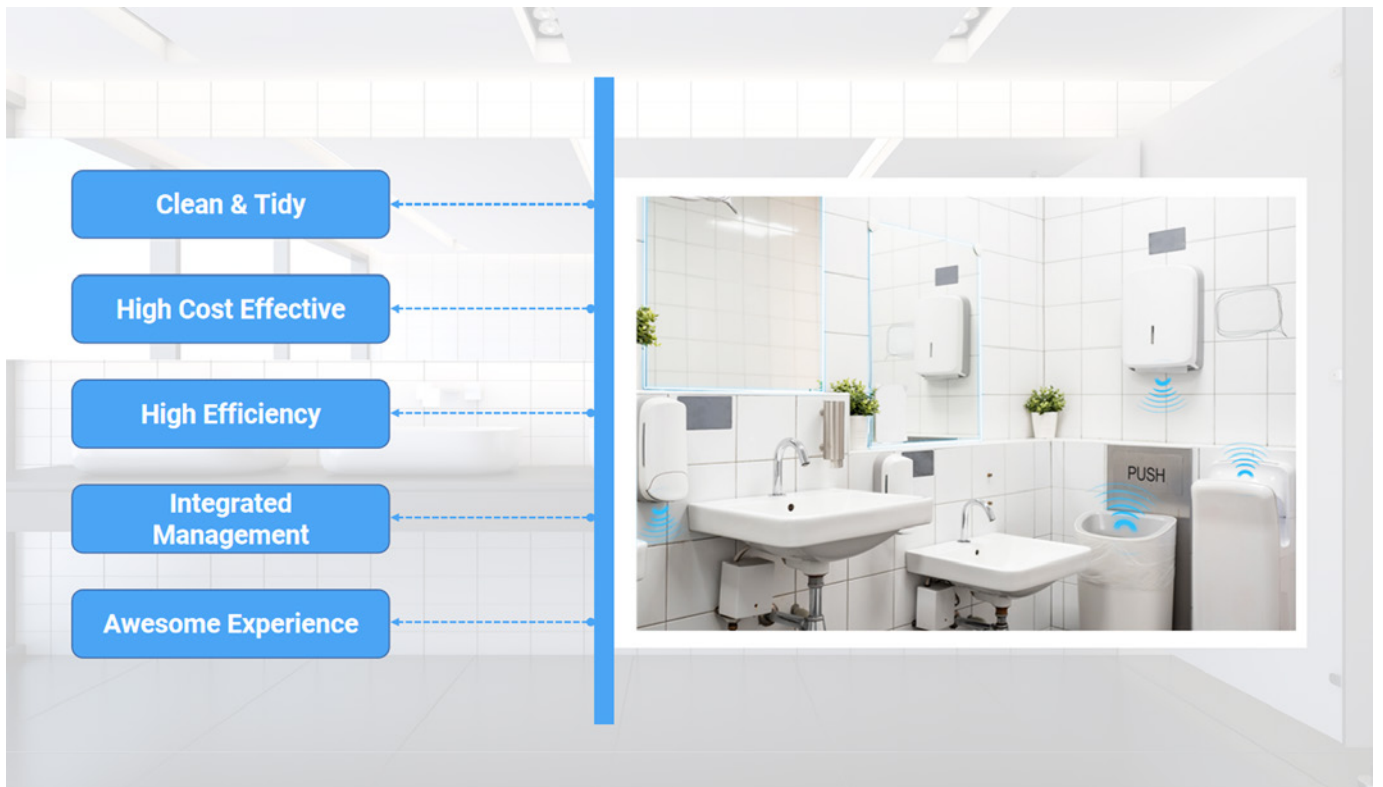 Clean & Tidy
High Cost Effective
High Efficiency
Integrated
Management
Awesome Experience
PUSH